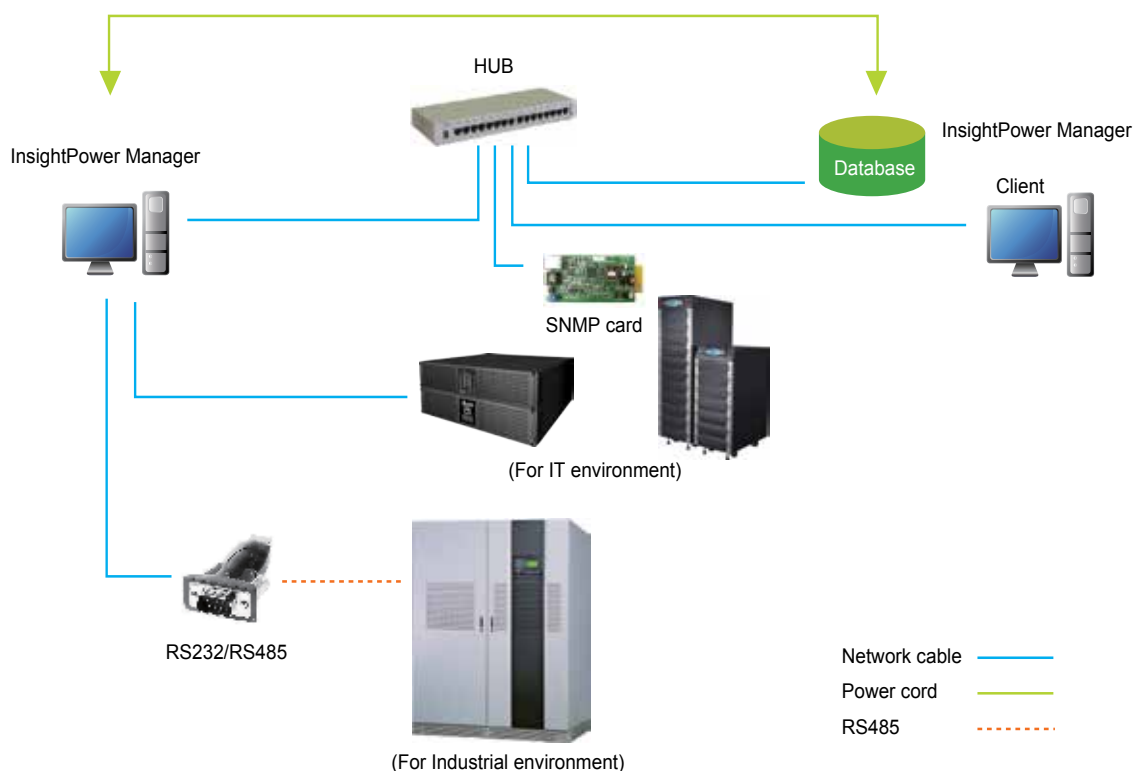 HUB
InsightPower Manager
InsightPower Manager
Database
Client
SNMP card
(For IT environment)
RS232/RS485
(For Industrial environment)
Network cable
Power cord
RS485